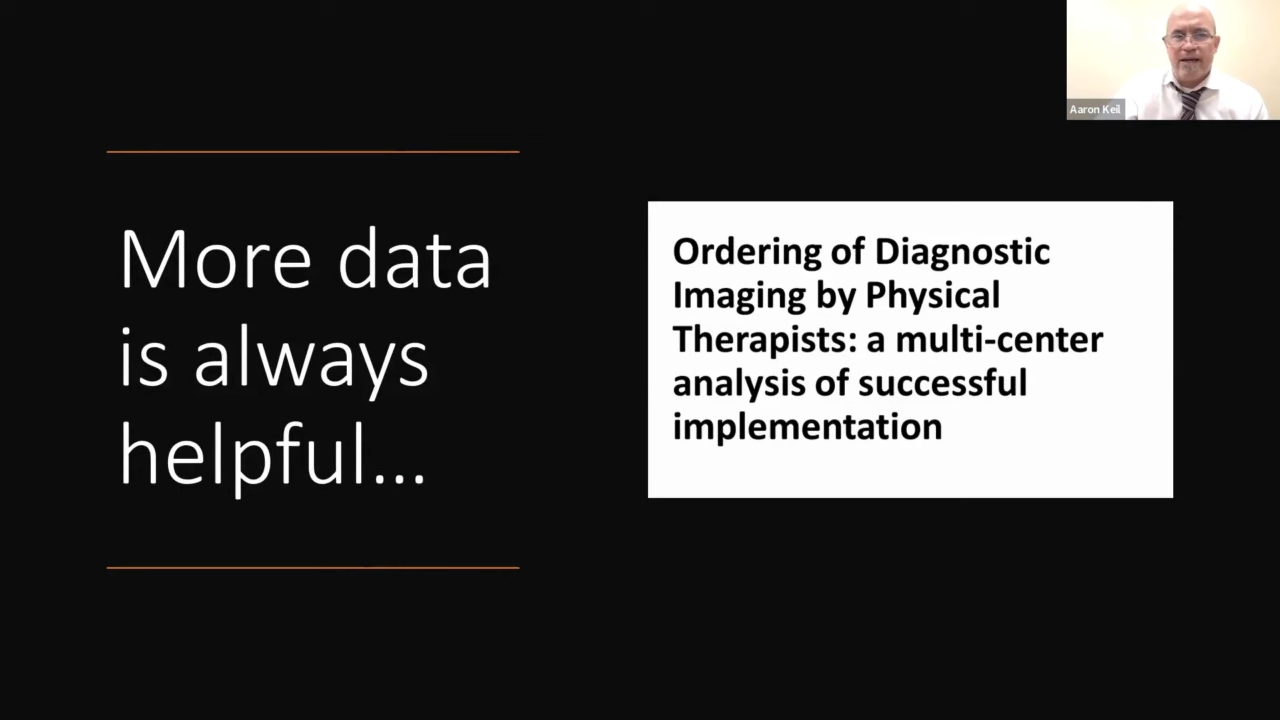 Aaron Keil
More data
is always
helpful...
Ordering of Diagnostic
Imaging by Physical
Therapists: a multi-center
analysis of successful
implementation